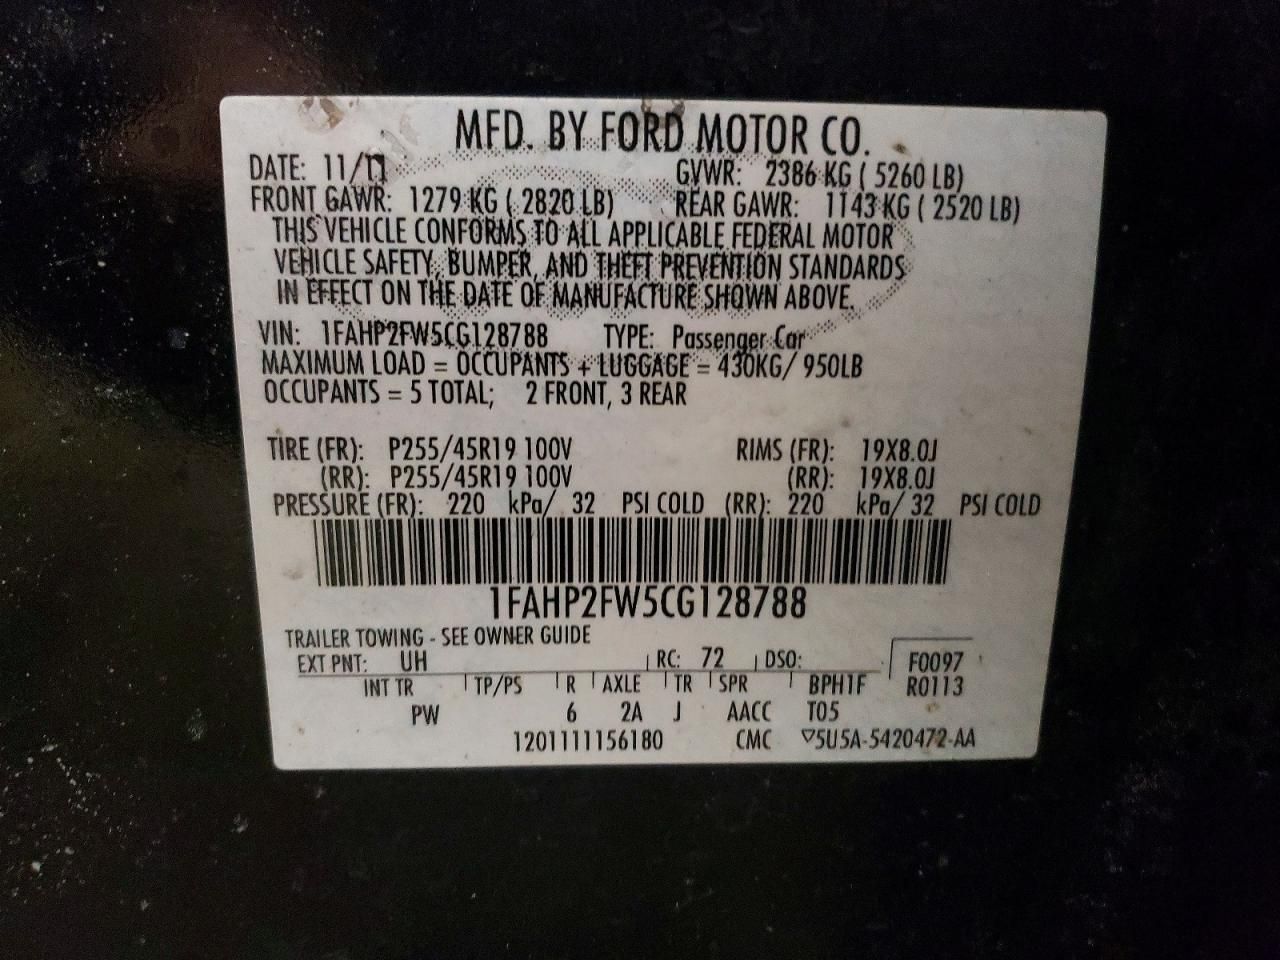 MFD. BY FORD MOTOR CO.
DATE: 11/11 GVWR: 2386 KG ( 5260 LB)
FRONT GAWR: 1279 KG ( 2820 LB) REAR GAWR: 1143 KG ( 2520 LB)
THIS VEHICLE CONFORMS TO ALL APPLICABLE FEDERAL MOTOR
VEHICLE SAFETY, BUMPER, AND THEFT PREVENTION STANDARDS
IN EFFECT ON THE DATE OF MANUFACTURE SHOWN ABOVE.
VIN: 1FAHP2FW5CG128788 TYPE: Passenger Car
MAXIMUM LOAD = OCCUPANTS + LUGGAGE = 430KG/ 950LB
OCCUPANTS = 5 TOTAL; 2 FRONT, 3 REAR
TIRE (FR): P255/45R19 100V RIMS (FR): 19X8.0J
(RR): P255/45R19 100V (RR): 19X8.0J
PRESSURE (FR): 220 kPa/ 32 PSI COLD (RR): 220 kPa/ 32 PSI COLD
1FAHP2FW5CG128788
TRAILER TOWING - SEE OWNER GUIDE
EXT PNT: UH RC: 72 DSO: F0097
INT TR TP/PS R AXLE TR SPR BPH1F R0113
PW 6 2A J AACC T05
1201111156180 CMC ▽5U5A-5420472-AA